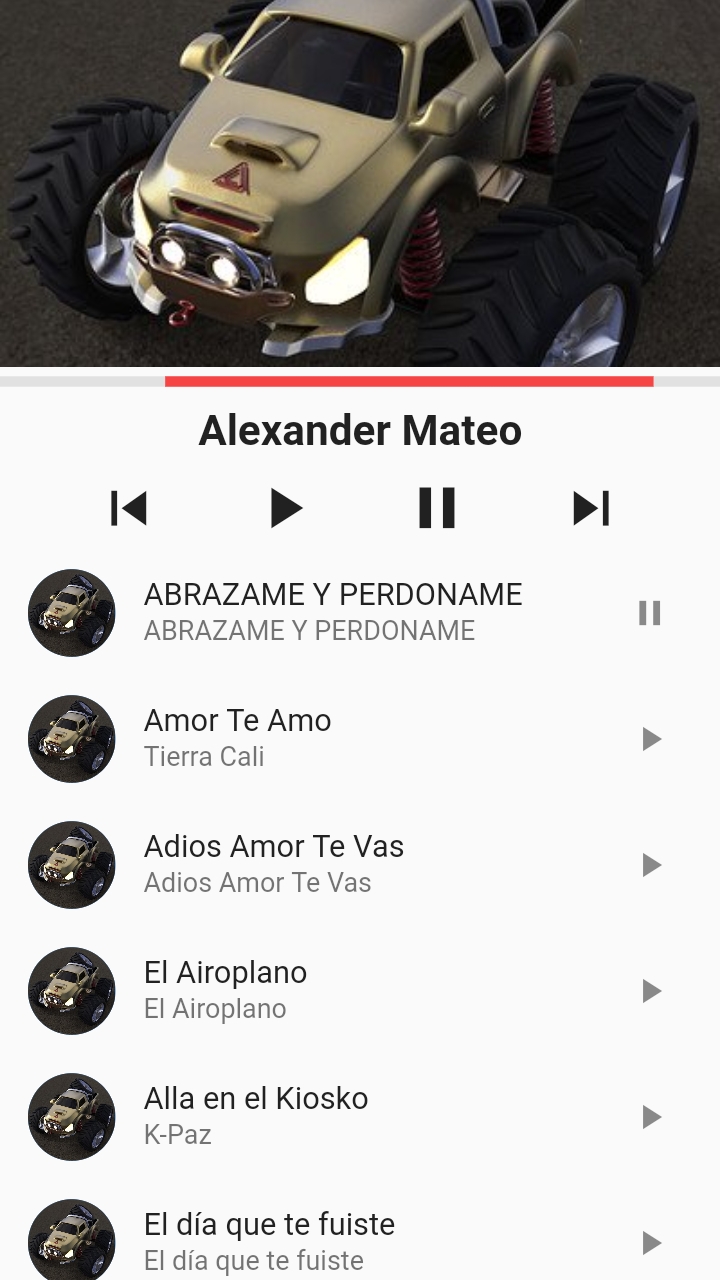 Alexander Mateo
ABRAZAME Y PERDONAME
ABRAZAME Y PERDONAME
Amor Te Amo
Tierra Cali
Adios Amor Te Vas
Adios Amor Te Vas
El Airoplano
El Airoplano
Alla en el Kiosko
K-Paz
El día que te fuiste
El día que te fuiste